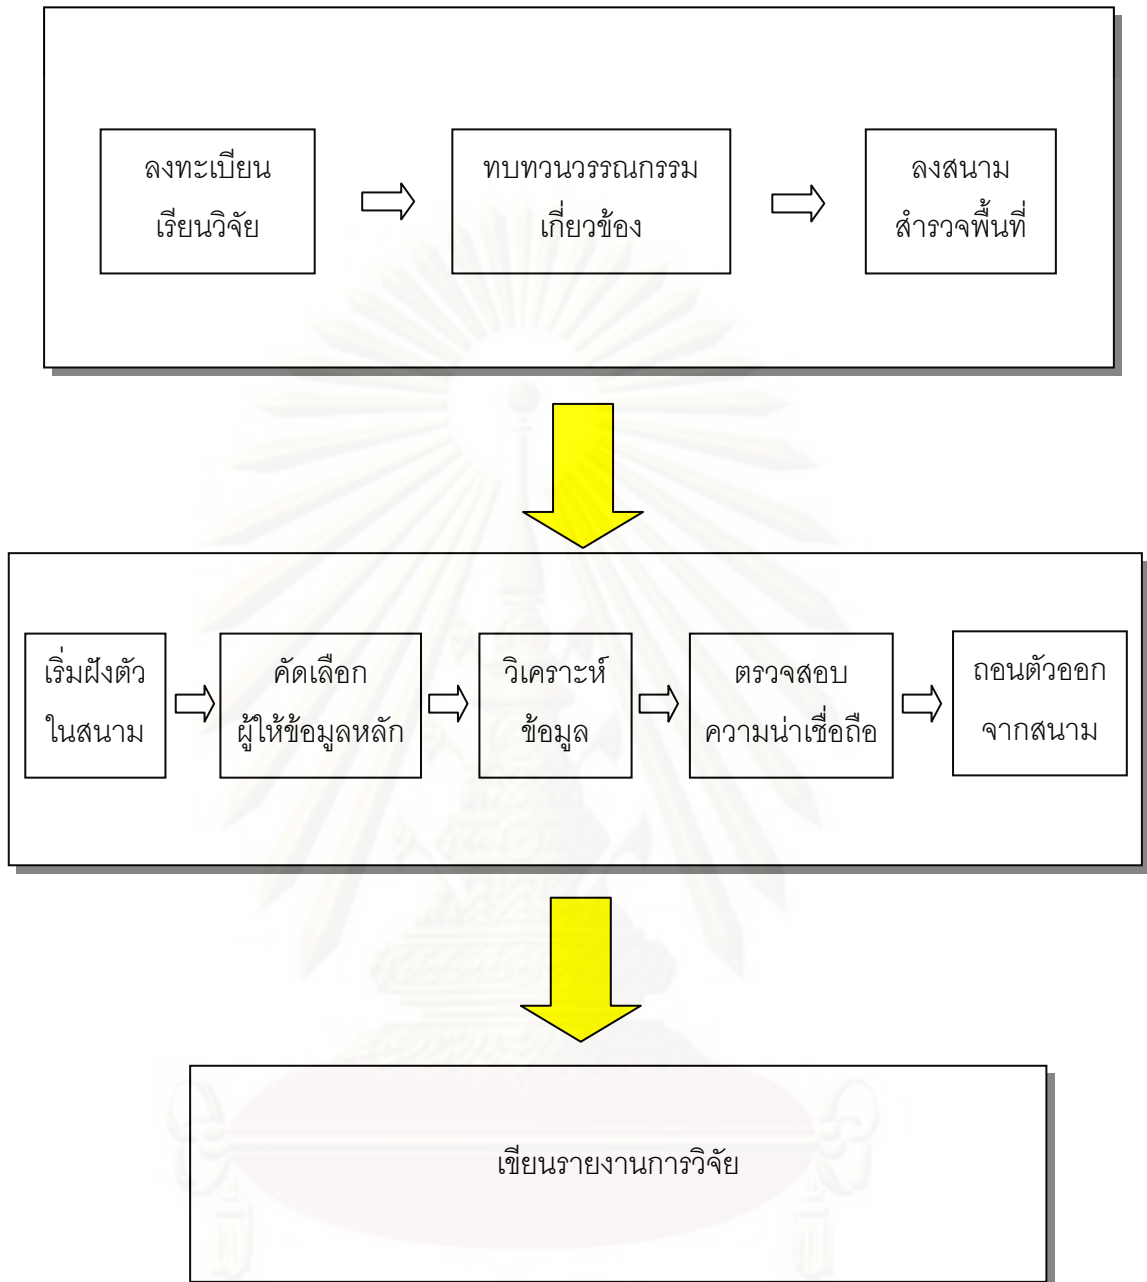 ลงทะเบียน
เรียนวิจัย
ทบทวนวรรณกรรม
เกี่ยวข้อง
ลงสนาม
สำรวจพื้นที่
เริ่มฝังตัว
ในสนาม
คัดเลือก
ผู้ให้ข้อมูลหลัก
วิเคราะห์
ข้อมูล
ตรวจสอบ
ความน่าเชื่อถือ
ถอนตัวออก
จากสนาม
เขียนรายงานการวิจัย